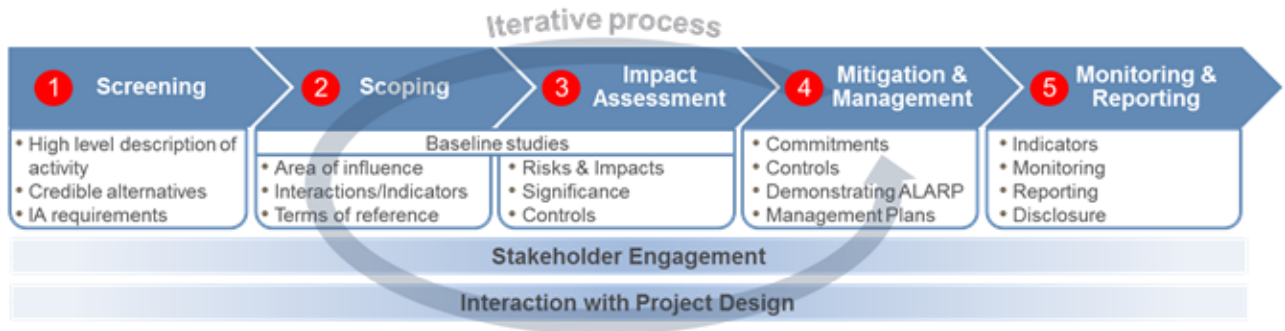 Iterative process
1 Screening
2 Scoping
3 Impact
Assessment
4 Mitigation &
Management
5 Monitoring &
Reporting
• High level description of
activity
• Credible alternatives
• IA requirements
Baseline studies
• Area of influence
• Interactions/Indicators
• Terms of reference
• Risks & Impacts
• Significance
• Controls
• Commitments
• Controls
• Demonstrating ALARP
• Management Plans
• Indicators
• Monitoring
• Reporting
• Disclosure
Stakeholder Engagement
Interaction with Project Design